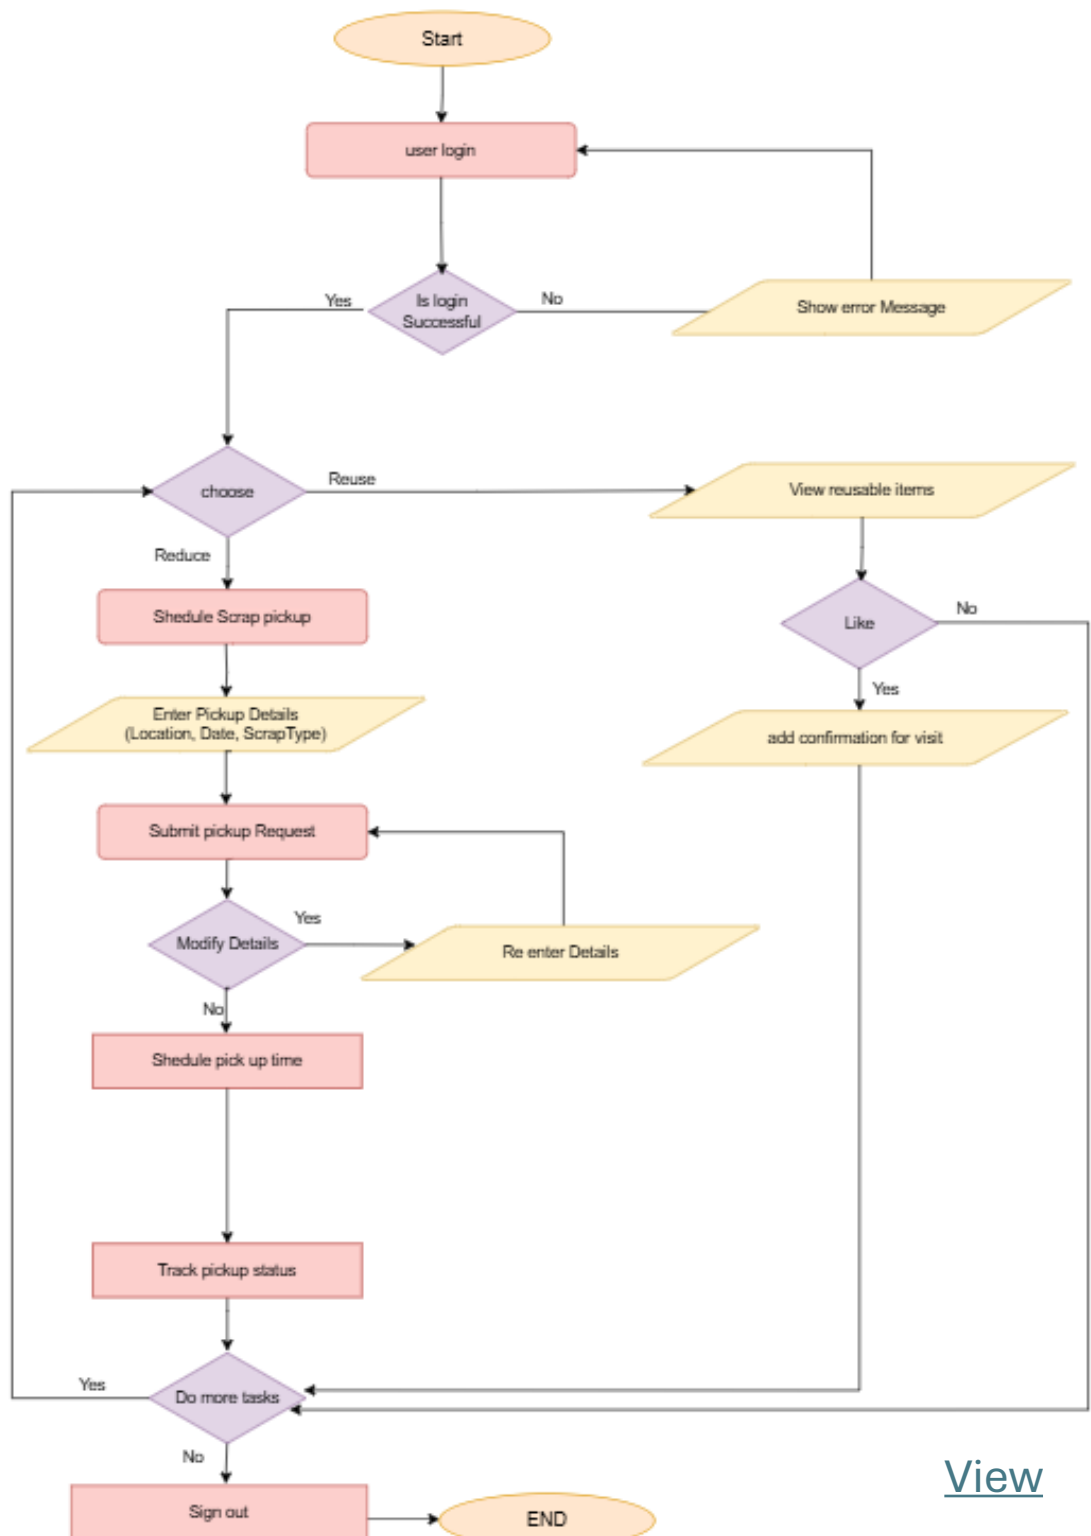 Start
user login
Is login
Successful
Yes
No
Show error Message
choose
Reuse
View reusable items
Reduce
Shedule Scrap pickup
Like
No
Yes
Enter Pickup Details
(Location, Date, ScrapType)
add confirmation for visit
Submit pickup Request
Modify Details
Yes
Re enter Details
No
Shedule pick up time
Track pickup status
Do more tasks
Yes
No
Sign out
END
View